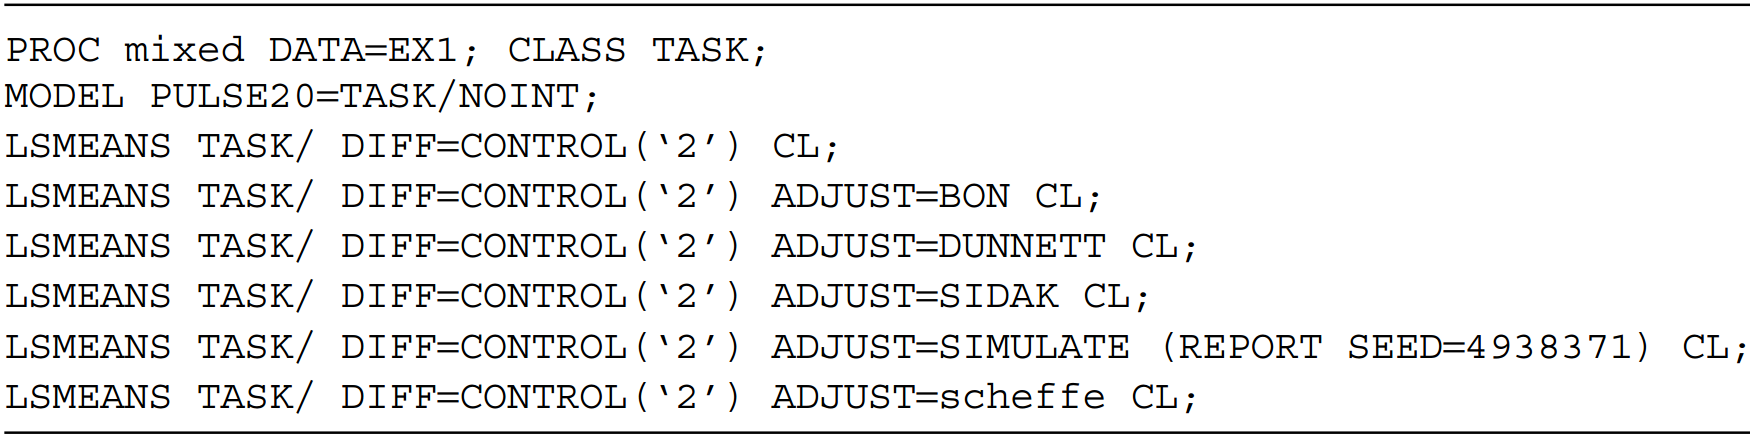 PROC mixed DATA=EX1; CLASS TASK;
MODEL PULSE20=TASK/NOINT;
LSMEANS TASK/ DIFF=CONTROL(‘2’) CL;
LSMEANS TASK/ DIFF=CONTROL(‘2’) ADJUST=BON CL;
LSMEANS TASK/ DIFF=CONTROL(‘2’) ADJUST=DUNNETT CL;
LSMEANS TASK/ DIFF=CONTROL(‘2’) ADJUST=SIDAK CL;
LSMEANS TASK/ DIFF=CONTROL(‘2’) ADJUST=SIMULATE (REPORT SEED=4938371) CL;
LSMEANS TASK/ DIFF=CONTROL(‘2’) ADJUST=scheffe CL;